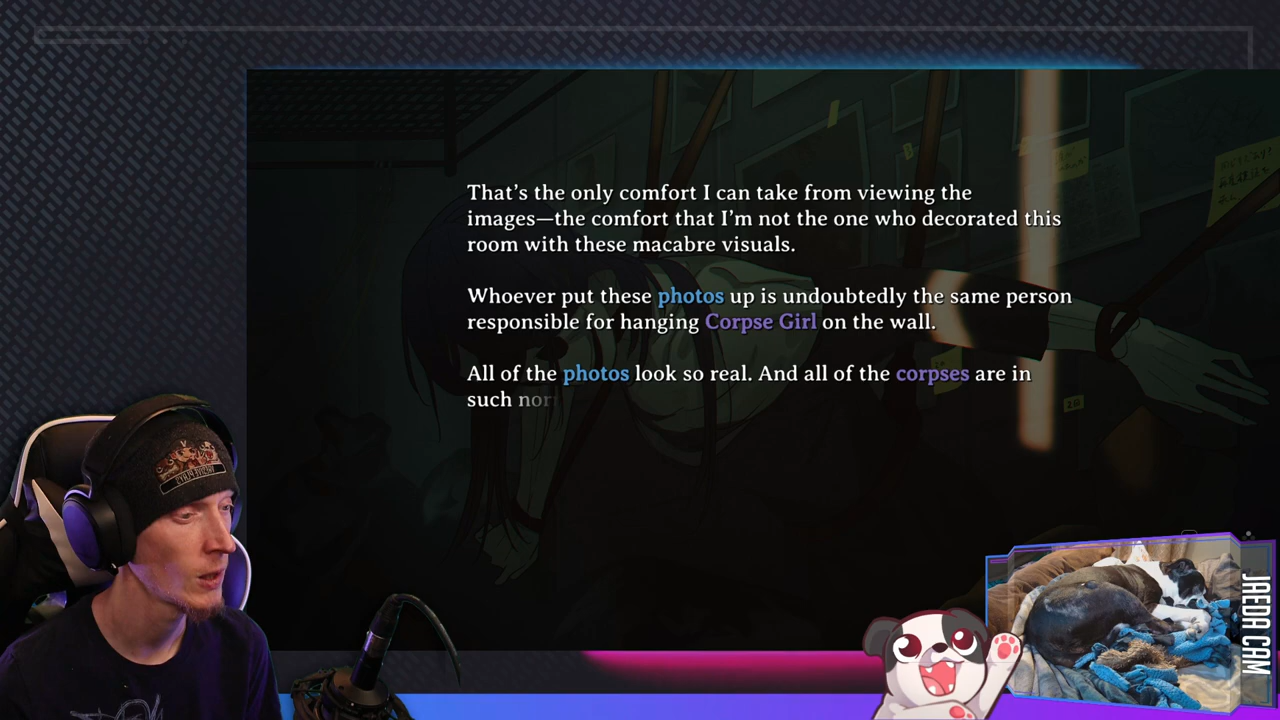 That's the only comfort I can take from viewing the
images—the comfort that I'm not the one who decorated this
room with these macabre visuals.
Whoever put these photos up is undoubtedly the same person
responsible for hanging Corpse Girl on the wall.
All of the photos look so real. And all of the corpses are in
such nor
JAEDA CAM